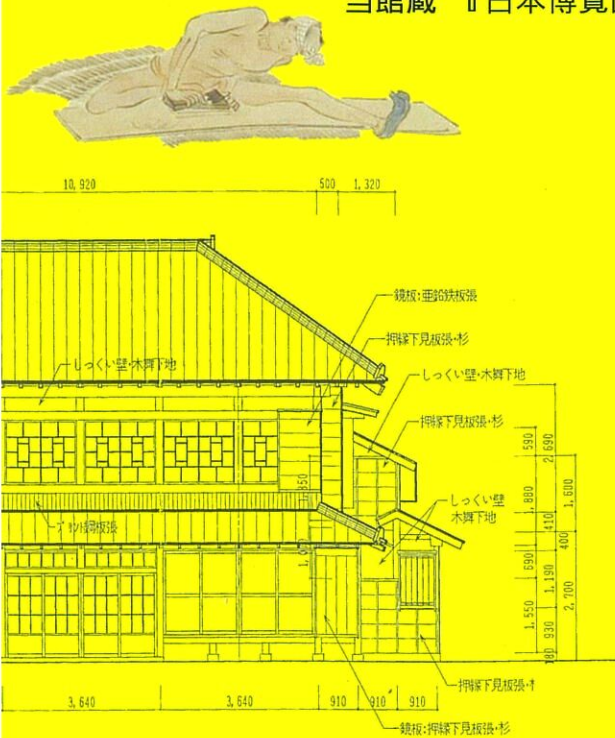 当館蔵 『日本博覧
10,920
500
1,320
鏡板:亜鉛鉄板張
押縁下見板張・杉
しっくい壁・木舞下地
しっくい壁・木舞下地
押縁下見板張・杉
590
2,690
1,880
1,600
しっくい壁
木舞下地
410
400
690
1,190
2,700
1,550
930
180
押縁下見板張・
3,640
3,640
910
910
910
鏡板:押縁下見板張・杉